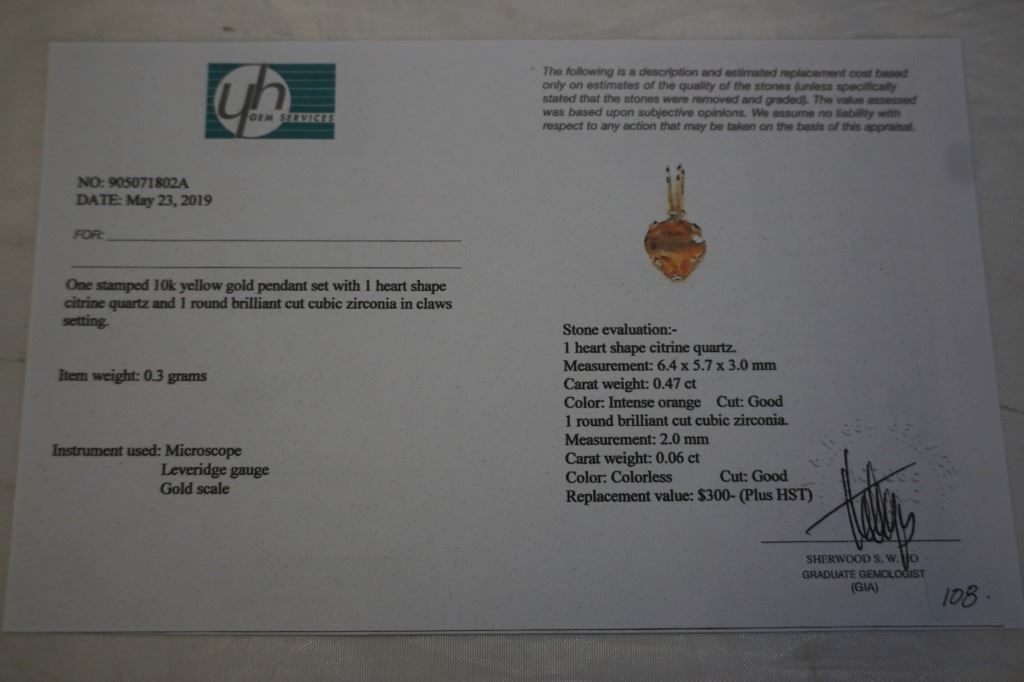 yh
GEM SERVICES
NO: 905071802A
DATE: May 23, 2019
FOR:
One stamped 10k yellow gold pendant set with 1 heart shape
citrine quartz and 1 round brilliant cut cubic zirconia in claws
setting.
Item weight: 0.3 grams
Instrument used: Microscope
Leveridge gauge
Gold scale
The following is a description and estimated replacement cost based
only on estimates of the quality of the stones (unless specifically
stated that the stones were removed and graded). The value assessed
was based upon subjective opinions. We assume no liability with
respect to any action that may be taken on the basis of this appraisal.
Stone evaluation:-
1 heart shape citrine quartz.
Measurement: 6.4 x 5.7 x 3.0 mm
Carat weight: 0.47 ct
Color: Intense orange Cut: Good
1 round brilliant cut cubic zirconia.
Measurement: 2.0 mm
Carat weight: 0.06 ct
Color: Colorless Cut: Good
Replacement value: $300- (Plus HST)
SHERWOOD S. W. HO
GRADUATE GEMOLOGIST
(GIA)
108.